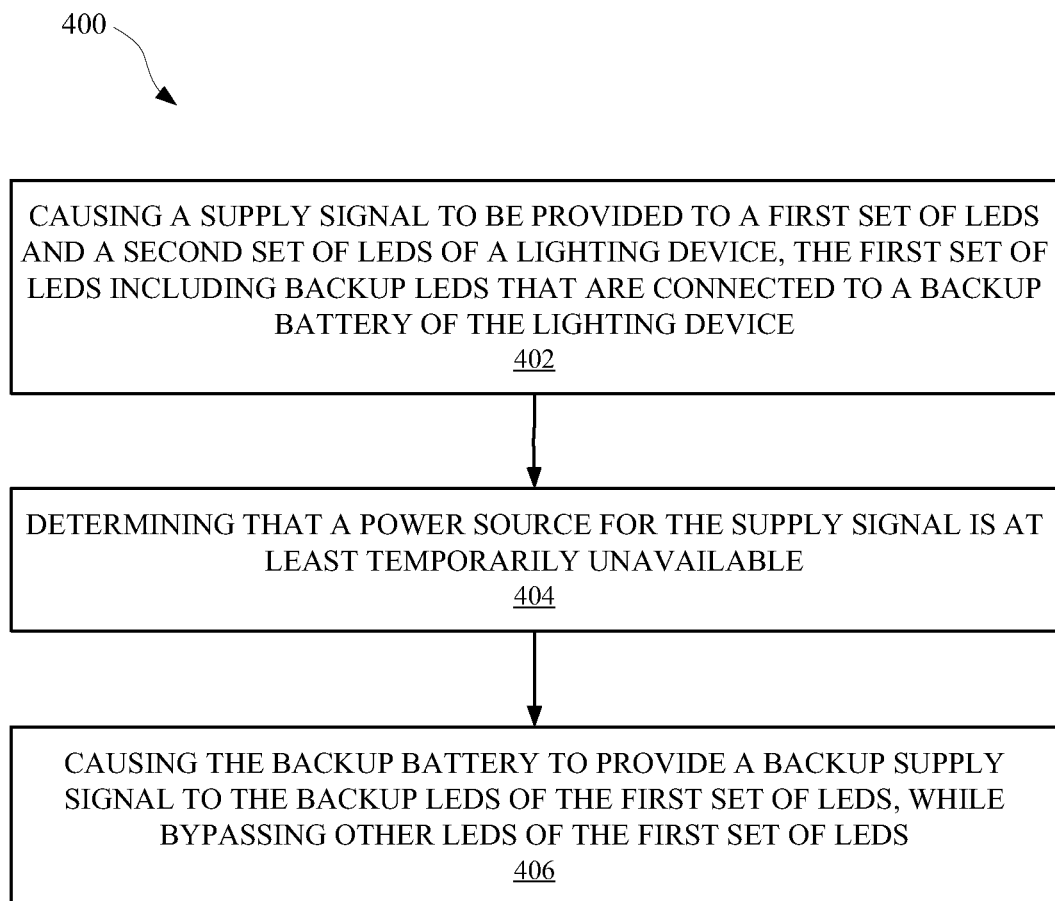 400
CAUSING A SUPPLY SIGNAL TO BE PROVIDED TO A FIRST SET OF LEDS
AND A SECOND SET OF LEDS OF A LIGHTING DEVICE, THE FIRST SET OF
LEDS INCLUDING BACKUP LEDS THAT ARE CONNECTED TO A BACKUP
BATTERY OF THE LIGHTING DEVICE
402
DETERMINING THAT A POWER SOURCE FOR THE SUPPLY SIGNAL IS AT
LEAST TEMPORARILY UNAVAILABLE
404
CAUSING THE BACKUP BATTERY TO PROVIDE A BACKUP SUPPLY
SIGNAL TO THE BACKUP LEDS OF THE FIRST SET OF LEDS, WHILE
BYPASSING OTHER LEDS OF THE FIRST SET OF LEDS
406